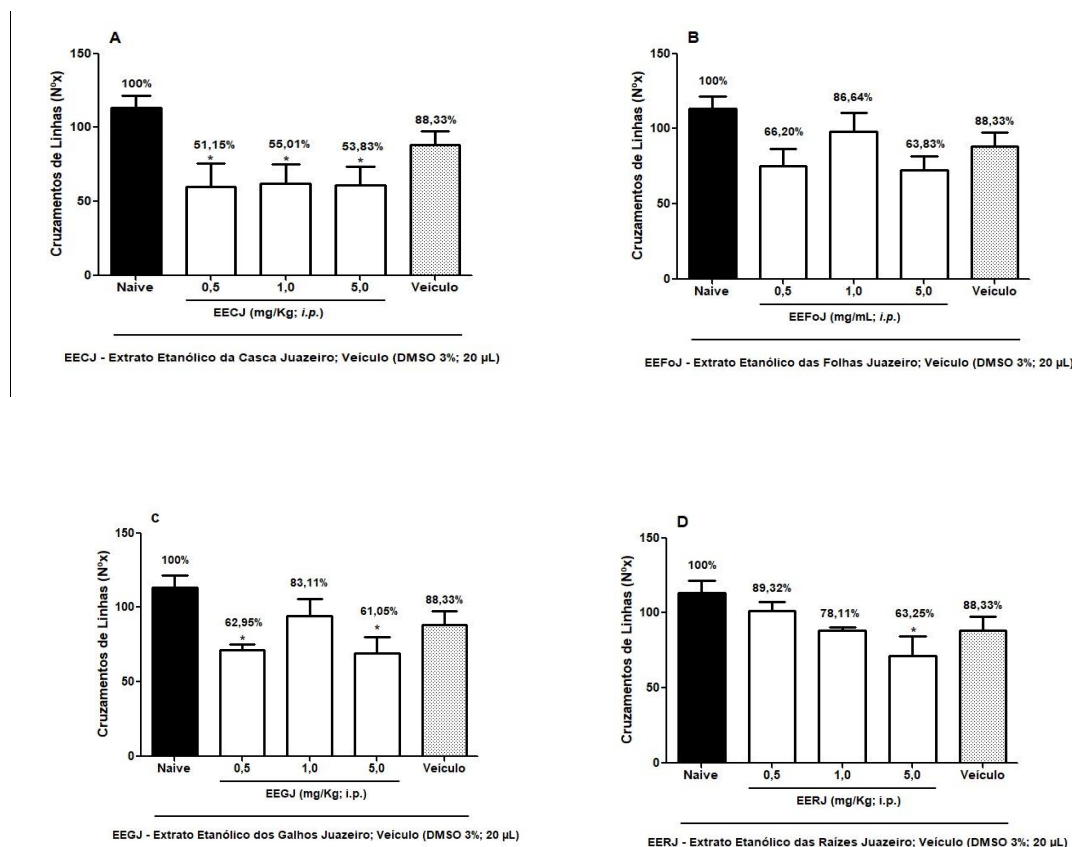 A
Cruzamentos de Linhas (Nºx)
150
100
50
0
100%
51,15%
55,01%
53,83%
88,33%
* * *
Naive 0,5 1,0 5,0 Veículo
EECJ (mg/Kg; i.p.)
EECJ - Extrato Etanólico da Casca Juazeiro; Veículo (DMSO 3%; 20 µL)
B
Cruzamentos de Linhas (Nºx)
150
100
50
0
100%
66,20%
86,64%
63,83%
88,33%
Naive 0,5 1,0 5,0 Veículo
EEFoJ (mg/mL; i.p.)
EEFoJ - Extrato Etanólico das Folhas Juazeiro; Veículo (DMSO 3%; 20 µL)
C
Cruzamentos de Linhas (Nºx)
150
100
50
0
100%
62,95%
83,11%
61,05%
88,33%
* *
Naive 0,5 1,0 5,0 Veículo
EEGJ (mg/Kg; i.p.)
EEGJ - Extrato Etanólico dos Galhos Juazeiro; Veículo (DMSO 3%; 20 µL)
D
Cruzamentos de Linhas (Nºx)
150
100
50
0
100%
89,32%
78,11%
63,25%
88,33%
*
Naive 0,5 1,0 5,0 Veículo
EERJ (mg/Kg; i.p.)
EERJ - Extrato Etanólico das Raízes Juazeiro; Veículo (DMSO 3%; 20 µL)